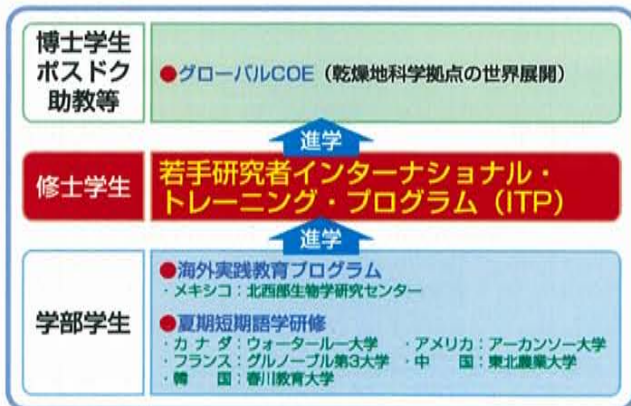 博士学生
ポスドク
助教等
●グローバルCOE（乾燥地科学拠点の世界展開）
進学
修士学生
若手研究者インターナショナル・
トレーニング・プログラム（ITP）
進学
学部学生
●海外実践教育プログラム
・メキシコ：北西部生物学研究センター
●夏期短期語学研修
・カ ナ ダ：ウォータールー大学 ・アメリカ：アーカンソー大学
・フランス：グルノーブル第3大学 ・中　　国：東北農業大学
・韓　　国：春川教育大学